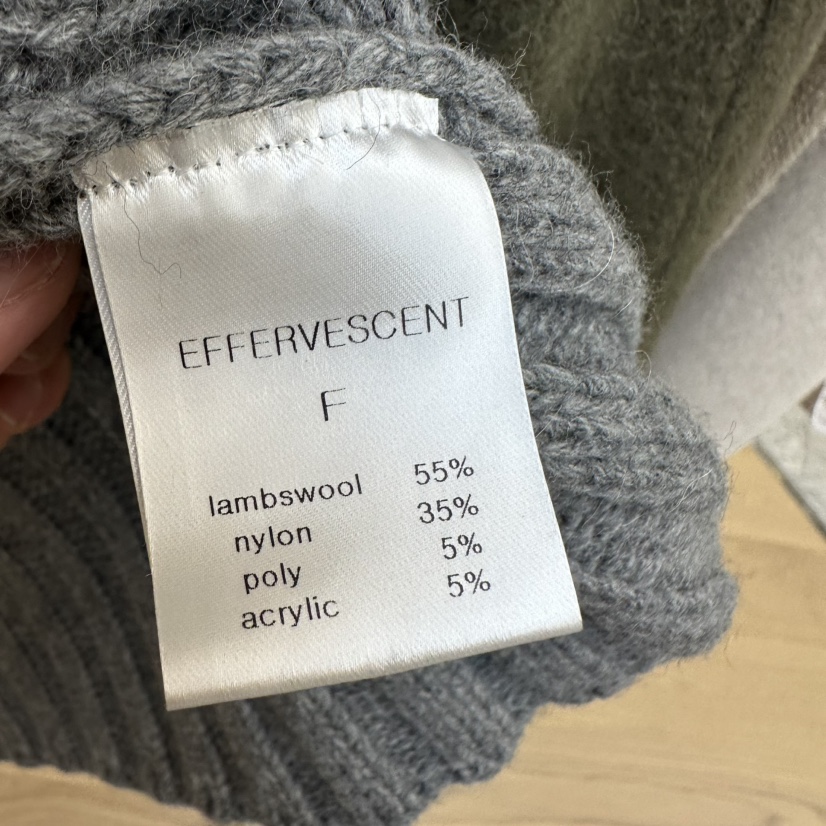 EFFERVESCENT
F
lambswool 55%
nylon 35%
poly 5%
acrylic 5%